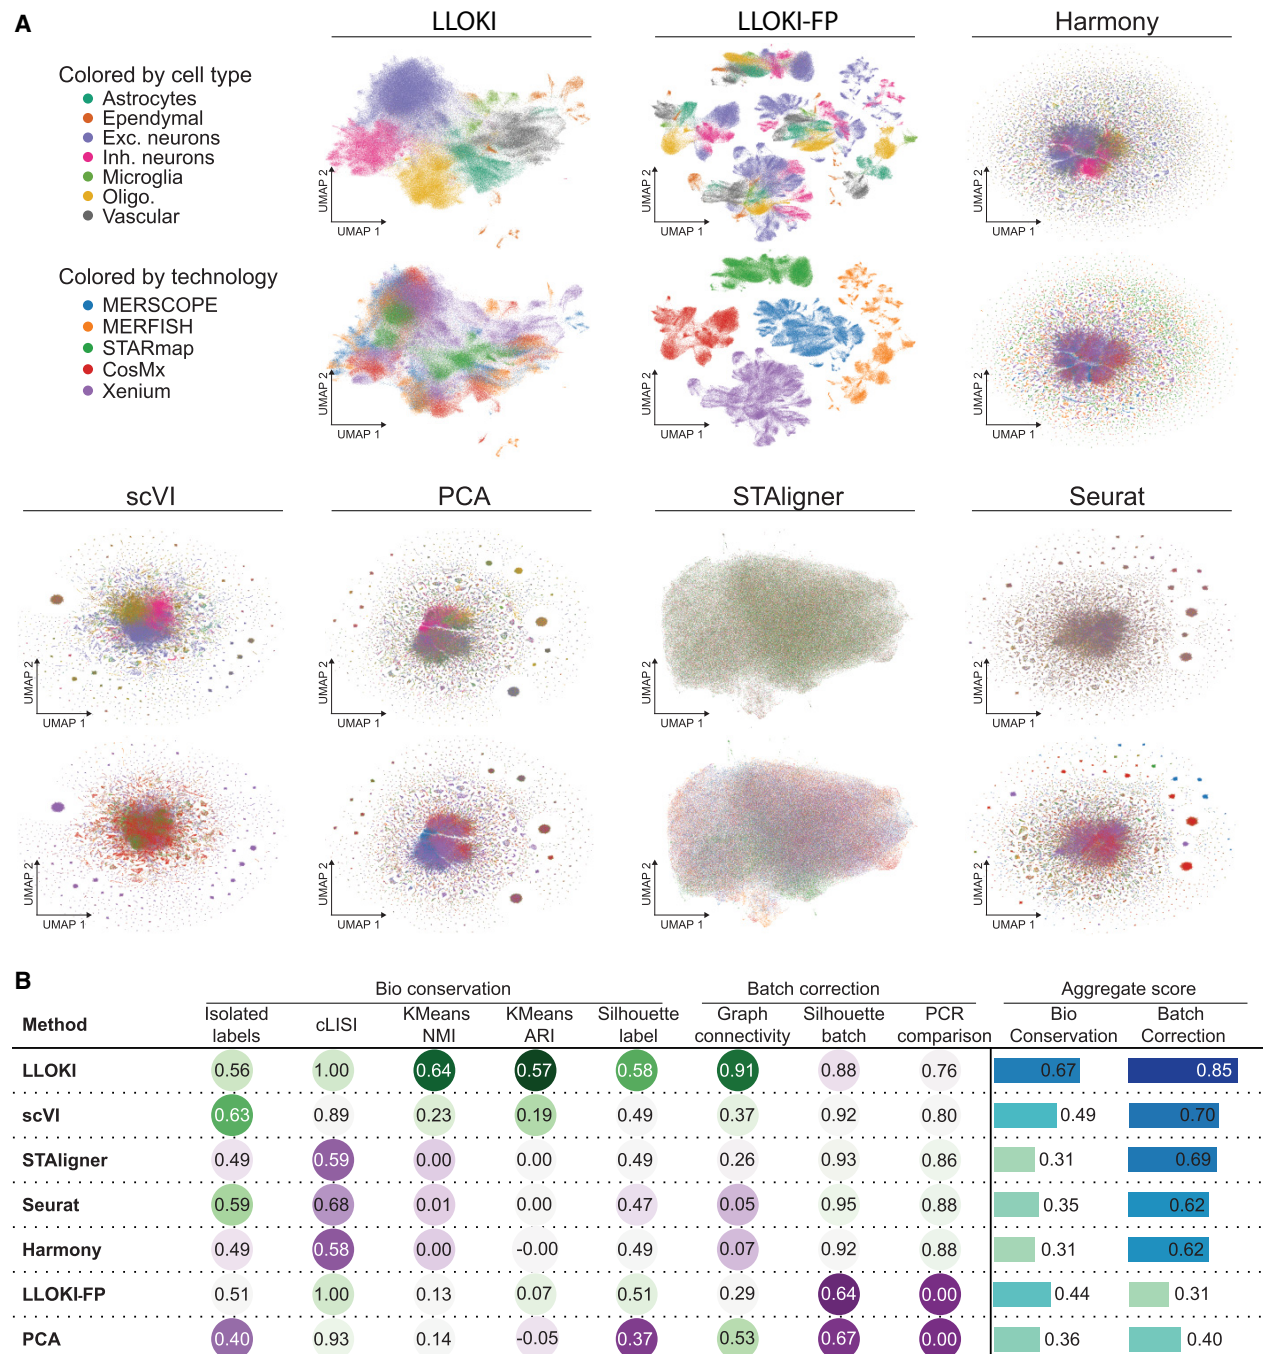 A
LLOKI
LLOKI-FP
Harmony
Colored by cell type
Astrocytes
Ependymal
Exc. neurons
Inh. neurons
Microglia
Oligo.
Vascular
UMAP 2
UMAP 1
UMAP 2
UMAP 1
UMAP 2
UMAP 1
Colored by technology
MERSCOPE
MERFISH
STARmap
CosMx
Xenium
UMAP 2
UMAP 1
UMAP 2
UMAP 1
UMAP 2
UMAP 1
scVI
PCA
STAligner
Seurat
UMAP 2
UMAP 1
UMAP 2
UMAP 1
UMAP 2
UMAP 1
UMAP 2
UMAP 1
UMAP 2
UMAP 1
UMAP 2
UMAP 1
UMAP 2
UMAP 1
UMAP 2
UMAP 1
B
Bio conservation Batch correction Aggregate score
Method Isolated labels cLISI KMeans NMI KMeans ARI Silhouette label Graph connectivity Silhouette batch PCR comparison Bio Conservation Batch Correction
LLOKI 0.56 1.00 0.64 0.57 0.58 0.91 0.88 0.76 0.67 0.85
scVI 0.63 0.89 0.23 0.19 0.49 0.37 0.92 0.80 0.49 0.70
STAligner 0.49 0.59 0.00 0.00 0.49 0.26 0.93 0.86 0.31 0.69
Seurat 0.59 0.68 0.01 0.00 0.47 0.05 0.95 0.88 0.35 0.62
Harmony 0.49 0.58 0.00 -0.00 0.49 0.07 0.92 0.88 0.31 0.62
LLOKI-FP 0.51 1.00 0.13 0.07 0.51 0.29 0.64 0.00 0.44 0.31
PCA 0.40 0.93 0.14 -0.05 0.37 0.53 0.67 0.00 0.36 0.40